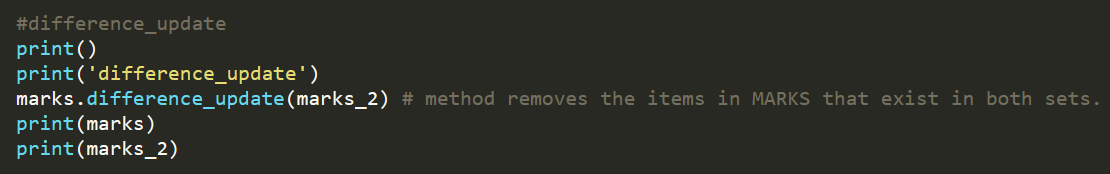 #difference_update
print()
print('difference_update')
marks.difference_update(marks_2) # method removes the items in MARKS that exist in both sets.
print(marks)
print(marks_2)